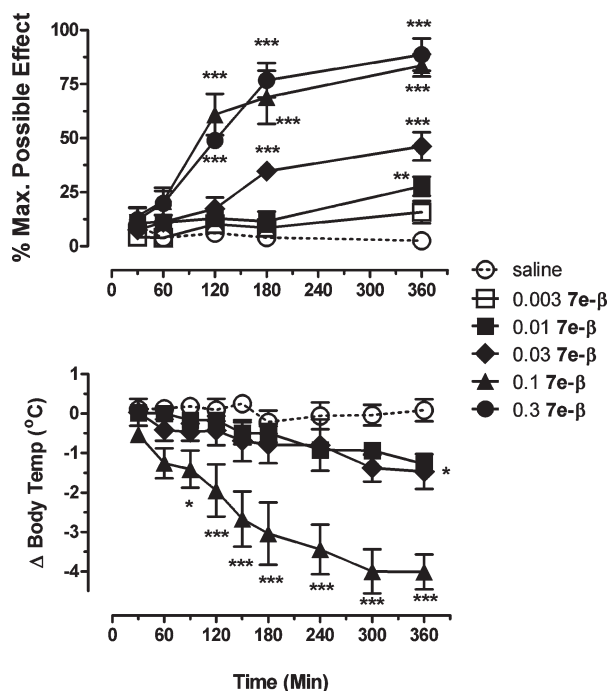 % Max. Possible Effect
100
75
50
25
0
***
***
***
***
***
***
***
***
**
0 60 120 180 240 300 360
saline
0.003 7e-β
0.01 7e-β
0.03 7e-β
0.1 7e-β
0.3 7e-β
Δ Body Temp (°C)
1
0
-1
-2
-3
-4
*
*
***
***
***
***
***
***
0 60 120 180 240 300 360
Time (Min)